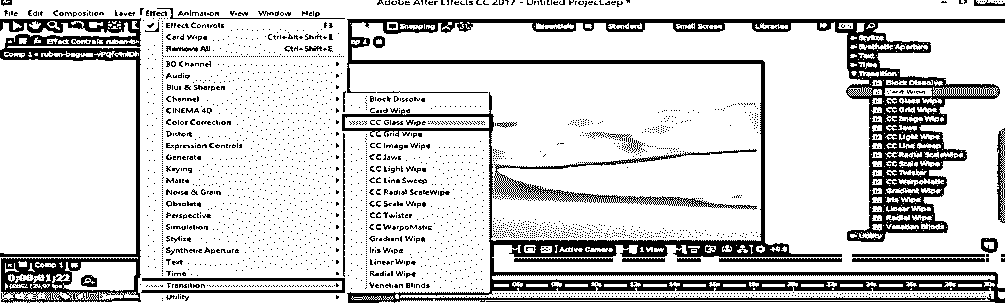 Adobe After Effects CC 2017 - Untitled Project.aep *
File Edit Composition Layer Effect Animation View Window Help
Effect Controls F3
Card Wipe Ctrl+Alt+Shift+E
Remove All Ctrl+Shift+E
3D Channel
Audio
Blur & Sharpen
Channel
CINEMA 4D
Color Correction
Distort
Expression Controls
Generate
Keying
Matte
Noise & Grain
Obsolete
Perspective
Simulation
Stylize
Synthetic Aperture
Text
Time
Transition
Utility
Block Dissolve
Card Wipe
CC Glass Wipe
CC Grid Wipe
CC Image Wipe
CC Jaws
CC Light Wipe
CC Line Sweep
CC Radial ScaleWipe
CC Scale Wipe
CC Twister
CC WarpoMatic
Gradient Wipe
Iris Wipe
Linear Wipe
Radial Wipe
Venetian Blinds
Snapping Essentials Standard Small Screen Libraries
Effect Controls
Comp 1
Active Camera 1 View
Stylize
Synthetic Aperture
Text
Time
Transition
Block Dissolve
Card Wipe
CC Glass Wipe
CC Grid Wipe
CC Image Wipe
CC Jaws
CC Light Wipe
CC Line Sweep
CC Radial ScaleWipe
CC Scale Wipe
CC Twister
CC WarpoMatic
Gradient Wipe
Iris Wipe
Linear Wipe
Radial Wipe
Venetian Blinds
Utility
Comp 1
0;00;01;22